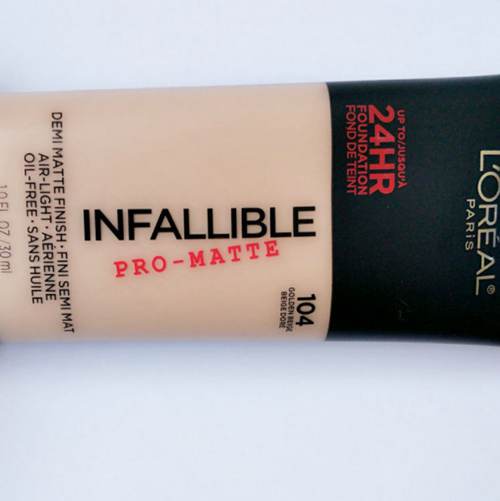 L'ORÉAL®
PARiS
UP TO/JUSQU'À
24HR
FOUNDATION
FOND DE TEINT
INFALLIBLE
PRO-MATTE
104
GOLDEN BEIGE
BEIGE DORÉ
DEMI MATTE FINISH • FINI SEMI MAT
AIR-LIGHT • AÉRIENNE
OIL-FREE • SANS HUILE
1.0 FL OZ / 30 ml